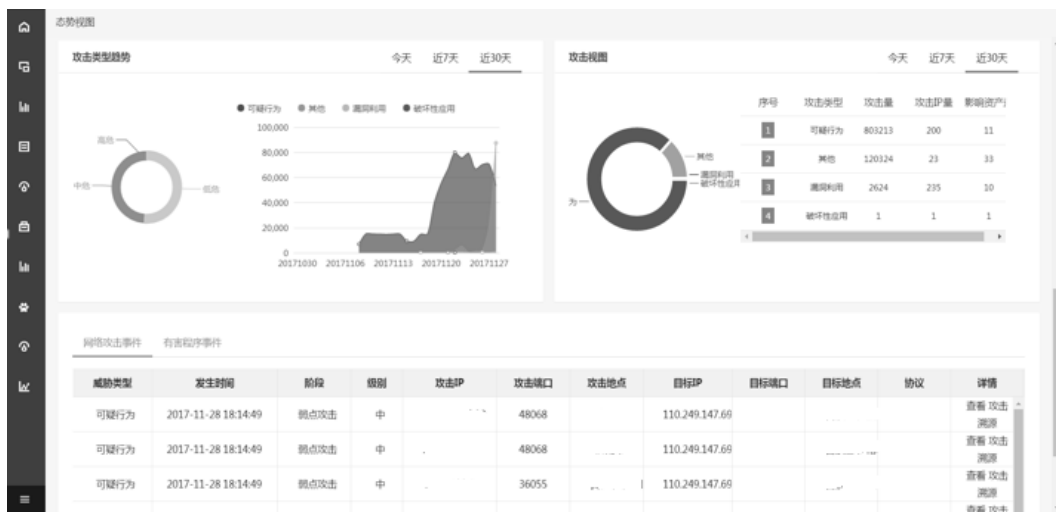 态势视图
攻击类型趋势 今天 近7天 近30天
可疑行为 其他 漏洞利用 破坏性应用
100,000
80,000
60,000
40,000
20,000
0
20171030 20171106 20171113 20171120 20171127
高危
中危
低危
攻击视图 今天 近7天 近30天
其他
漏洞利用
破坏性应用
为
序号 攻击类型 攻击量 攻击IP量 影响资产
1 可疑行为 803213 200 11
2 其他 120324 23 33
3 漏洞利用 2624 235 10
4 破坏性应用 1 1 1
网络攻击事件 有害程序事件
威胁类型 发生时间 阶段 级别 攻击IP 攻击端口 攻击地点 目标IP 目标端口 目标地点 协议 详情
可疑行为 2017-11-28 18:14:49 弱点攻击 中 48068 110.249.147.69 查看 攻击
溯源
可疑行为 2017-11-28 18:14:49 弱点攻击 中 48068 110.249.147.69 查看 攻击
溯源
可疑行为 2017-11-28 18:14:49 弱点攻击 中 36055 110.249.147.69 查看 攻击
溯源
查看 攻击